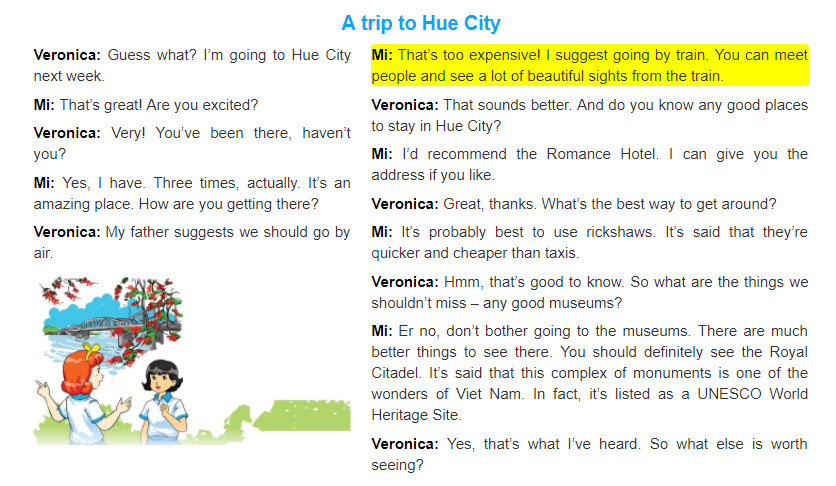 A trip to Hue City
Veronica: Guess what? I'm going to Hue City
next week.
Mi: That's great! Are you excited?
Veronica: Very! You've been there, haven't
you?
Mi: Yes, I have. Three times, actually. It's an
amazing place. How are you getting there?
Veronica: My father suggests we should go by
air.
Mi: That's too expensive! I suggest going by train. You can meet
people and see a lot of beautiful sights from the train.
Veronica: That sounds better. And do you know any good places
to stay in Hue City?
Mi: I'd recommend the Romance Hotel. I can give you the
address if you like.
Veronica: Great, thanks. What's the best way to get around?
Mi: It's probably best to use rickshaws. It's said that they're
quicker and cheaper than taxis.
Veronica: Hmm, that's good to know. So what are the things we
shouldn't miss – any good museums?
Mi: Er no, don't bother going to the museums. There are much
better things to see there. You should definitely see the Royal
Citadel. It's said that this complex of monuments is one of the
wonders of Viet Nam. In fact, it's listed as a UNESCO World
Heritage Site.
Veronica: Yes, that's what I've heard. So what else is worth
seeing?